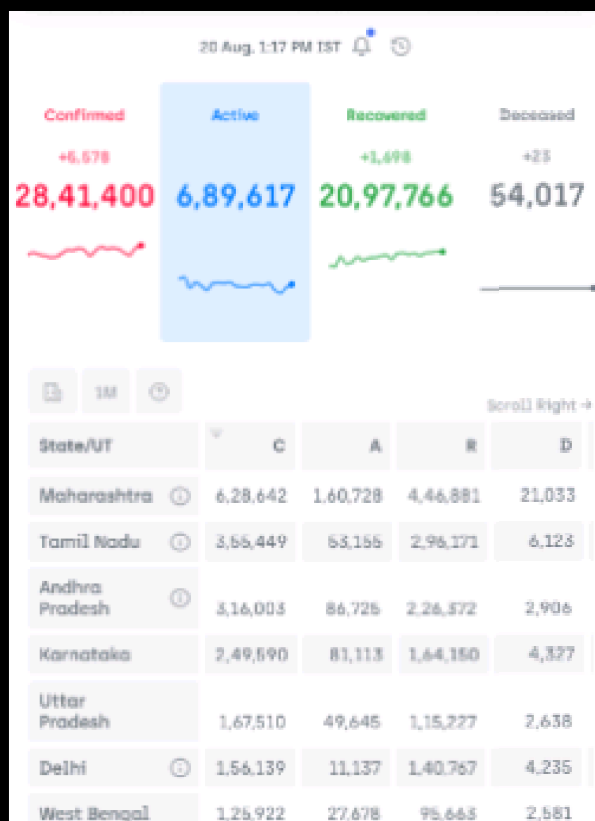 20 Aug, 1:17 PM IST
Confirmed Active Recovered Deceased
+5,578 +1,698 +23
28,41,400 6,89,617 20,97,766 54,017
1M
Scroll Right →
State/UT C A R D
Maharashtra 6,28,642 1,60,728 4,46,881 21,033
Tamil Nadu 3,55,449 53,155 2,96,171 6,123
Andhra
Pradesh 3,16,003 86,725 2,26,372 2,906
Karnataka 2,49,590 81,113 1,64,150 4,327
Uttar
Pradesh 1,67,510 49,645 1,15,227 2,638
Delhi 1,56,139 11,137 1,40,767 4,235
West Bengal 1,25,922 27,678 95,663 2,581